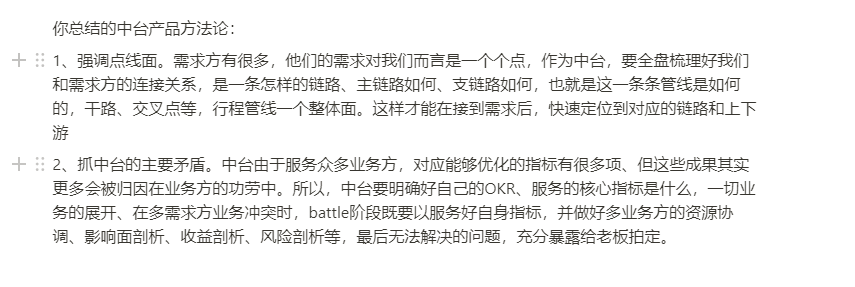 你总结的中台产品方法论：
1、强调点线面。需求方有很多，他们的需求对我们而言是一个个点，作为中台，要全盘梳理好我们
和需求方的连接关系，是一条怎样的链路、主链路如何、支链路如何，也就是这一条条管线是如何
的，干路、交叉点等，行程管线一个整体面。这样才能在接到需求后，快速定位到对应的链路和上下
游
2、抓中台的主要矛盾。中台由于服务众多业务方，对应能够优化的指标有很多项、但这些成果其实
更多会被归因在业务方的功劳中。所以，中台要明确好自己的OKR、服务的核心指标是什么，一切业
务的展开、在多需求方业务冲突时，battle阶段既要以服务好自身指标，并做好多业务方的资源协
调、影响面剖析、收益剖析、风险剖析等，最后无法解决的问题，充分暴露给老板拍定。